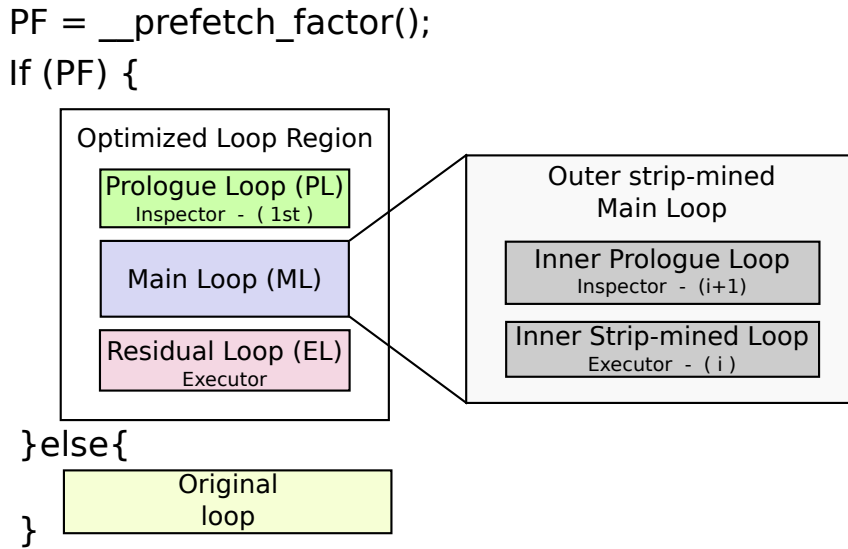 PF = __prefetch_factor();
If (PF) {
Optimized Loop Region
Prologue Loop (PL)
Inspector - ( 1st )
Main Loop (ML)
Residual Loop (EL)
Executor
Outer strip-mined
Main Loop
Inner Prologue Loop
Inspector - (i+1)
Inner Strip-mined Loop
Executor - ( i )
}else{
Original
loop
}